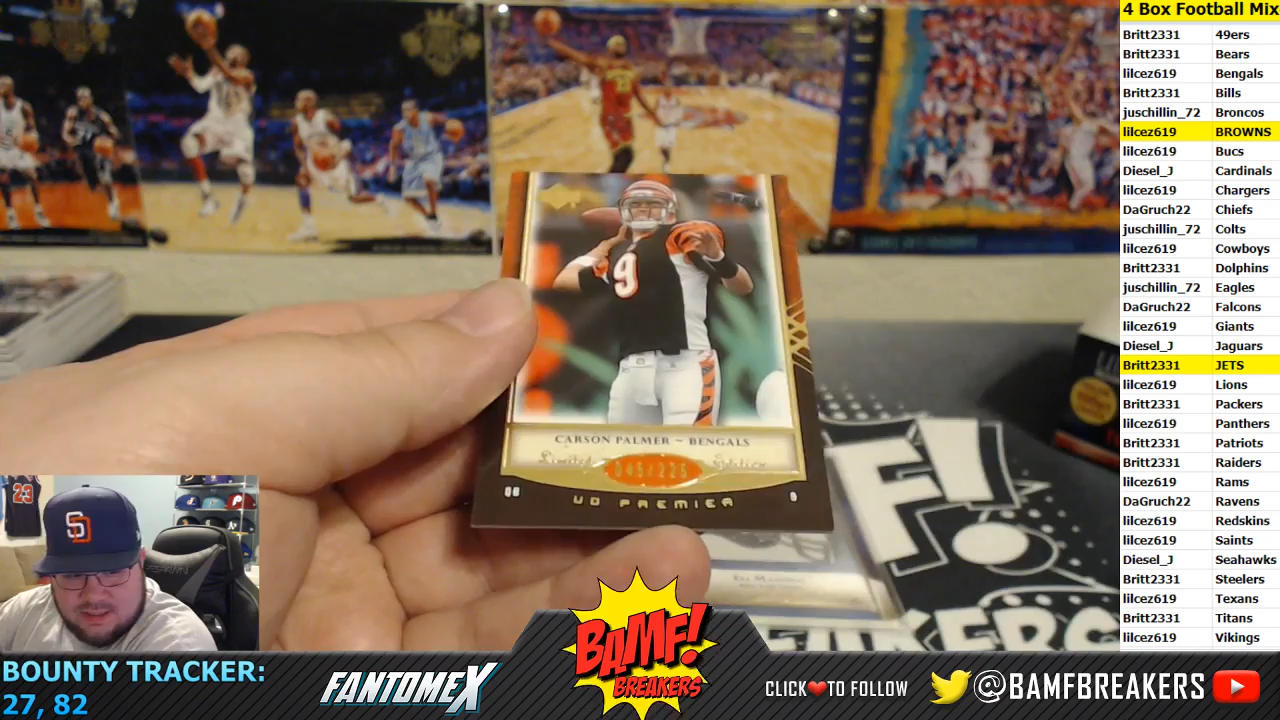 4 Box Football Mix
Britt2331 49ers
Britt2331 Bears
lilcez619 Bengals
Britt2331 Bills
juschillin_72 Broncos
lilcez619 BROWNS
lilcez619 Bucs
Diesel_J Cardinals
lilcez619 Chargers
DaGruch22 Chiefs
juschillin_72 Colts
lilcez619 Cowboys
Britt2331 Dolphins
juschillin_72 Eagles
DaGruch22 Falcons
lilcez619 Giants
Diesel_J Jaguars
Britt2331 JETS
lilcez619 Lions
Britt2331 Packers
lilcez619 Panthers
Britt2331 Patriots
Britt2331 Raiders
lilcez619 Rams
DaGruch22 Ravens
lilcez619 Redskins
lilcez619 Saints
Diesel_J Seahawks
Britt2331 Steelers
lilcez619 Texans
Britt2331 Titans
lilcez619 Vikings
9
CARSON PALMER ~ BENGALS
Limited Edition
045/225
UD PREMIER
F!
23
SD
BOUNTY TRACKER:
27, 82
FANTOMEX
BAMF!
BREAKERS
CLICK TO FOLLOW
@BAMFBREAKERS